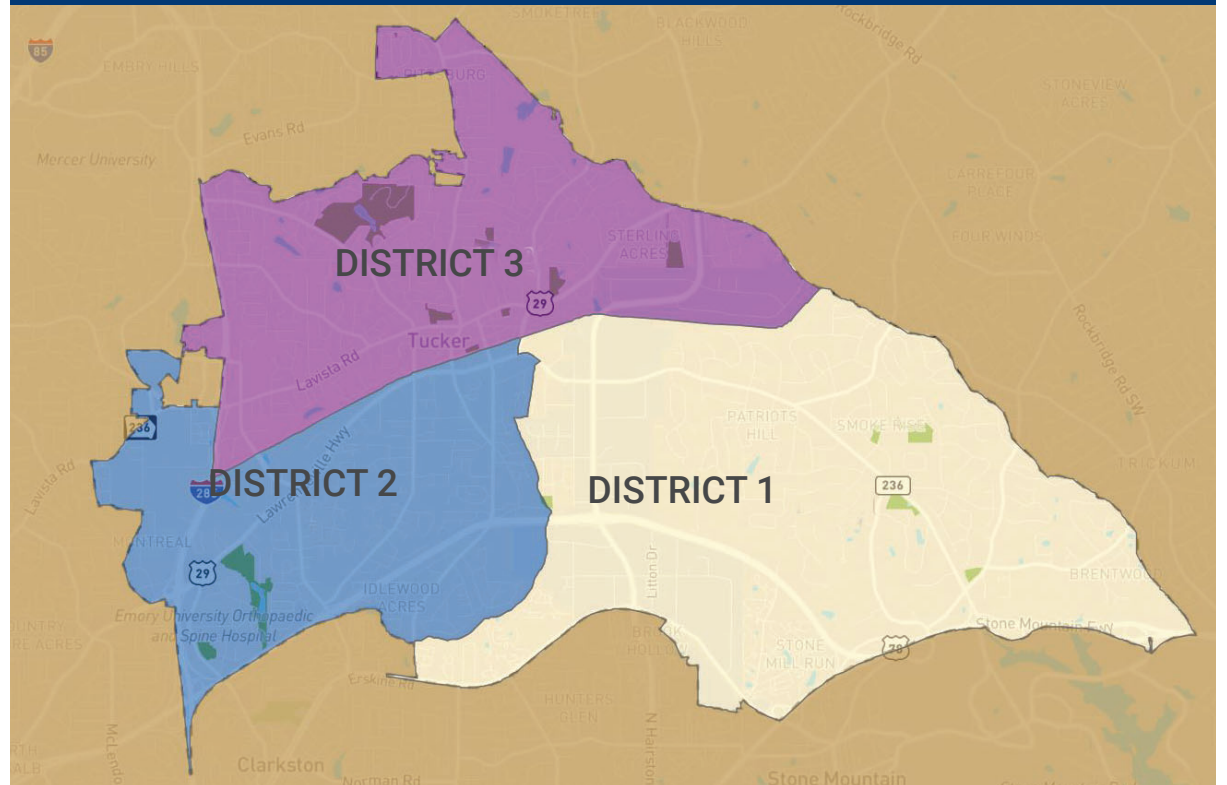 SMOKETREE
BLACKWOOD
HILLS
Rockbridge Rd
85
EMBRY HILLS
PITTSBURG
STONEVIEW
ACRES
Evans Rd
Mercer University
CARREFOUR
PLACE
STERLING
ACRES
FOUR WINDS
DISTRICT 3
29
Tucker
Lavista Rd
Rockbridge Rd SW
236
PATRIOTS
HILL
SMOKE RISE
Lavista Rd
TRICKUM
DISTRICT 2
DISTRICT 1
236
28
Lawrenceville Hwy
MONTREAL
29
IDLEWOOD
ACRES
Litton Dr
BRENTWOOD
Emory University Orthopaedic
and Spine Hospital
Stone Mountain Fwy
BROOK
HOLLOW
STONE
MILL RUN
78
Erskine Rd
HUNTERS
GLEN
N Hairston
McLendo
Clarkston
Norman Rd
Stone Mountain